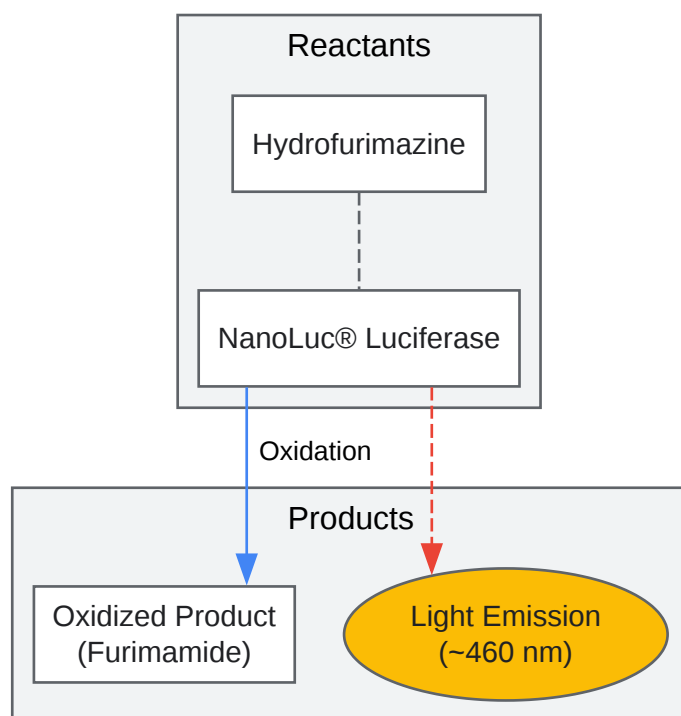 Reactants
Hydrofurimazine
NanoLuc® Luciferase
Oxidation
Products
Oxidized Product
(Furimamide)
Light Emission
(~460 nm)